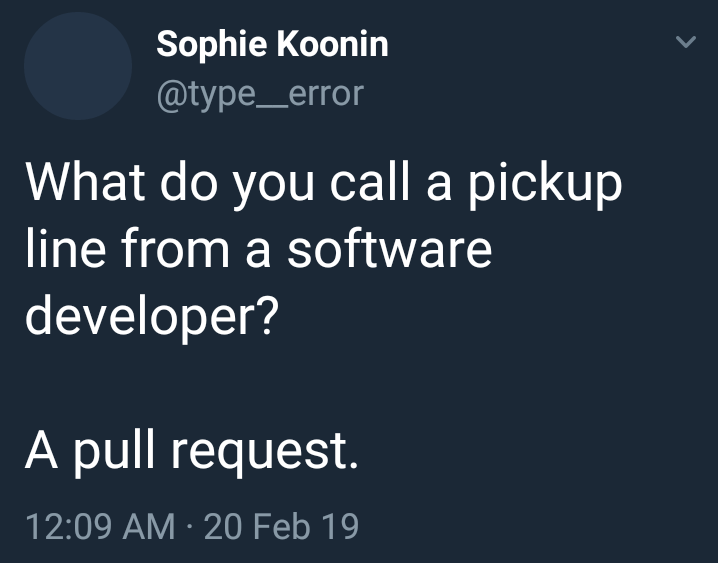 Sophie Koonin
@type__error
What do you call a pickup
line from a software
developer?
A pull request.
12:09 AM · 20 Feb 19